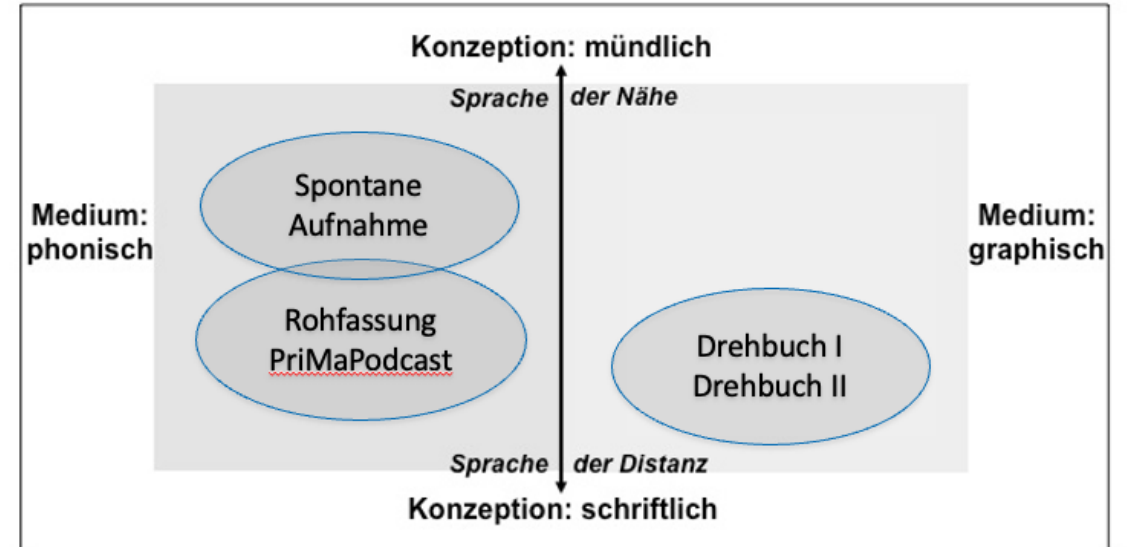 Konzeption: mündlich
Sprache der Nähe
Spontane
Aufnahme
Medium:
phonisch
Medium:
graphisch
Rohfassung
PriMaPodcast
Drehbuch I
Drehbuch II
Sprache der Distanz
Konzeption: schriftlich